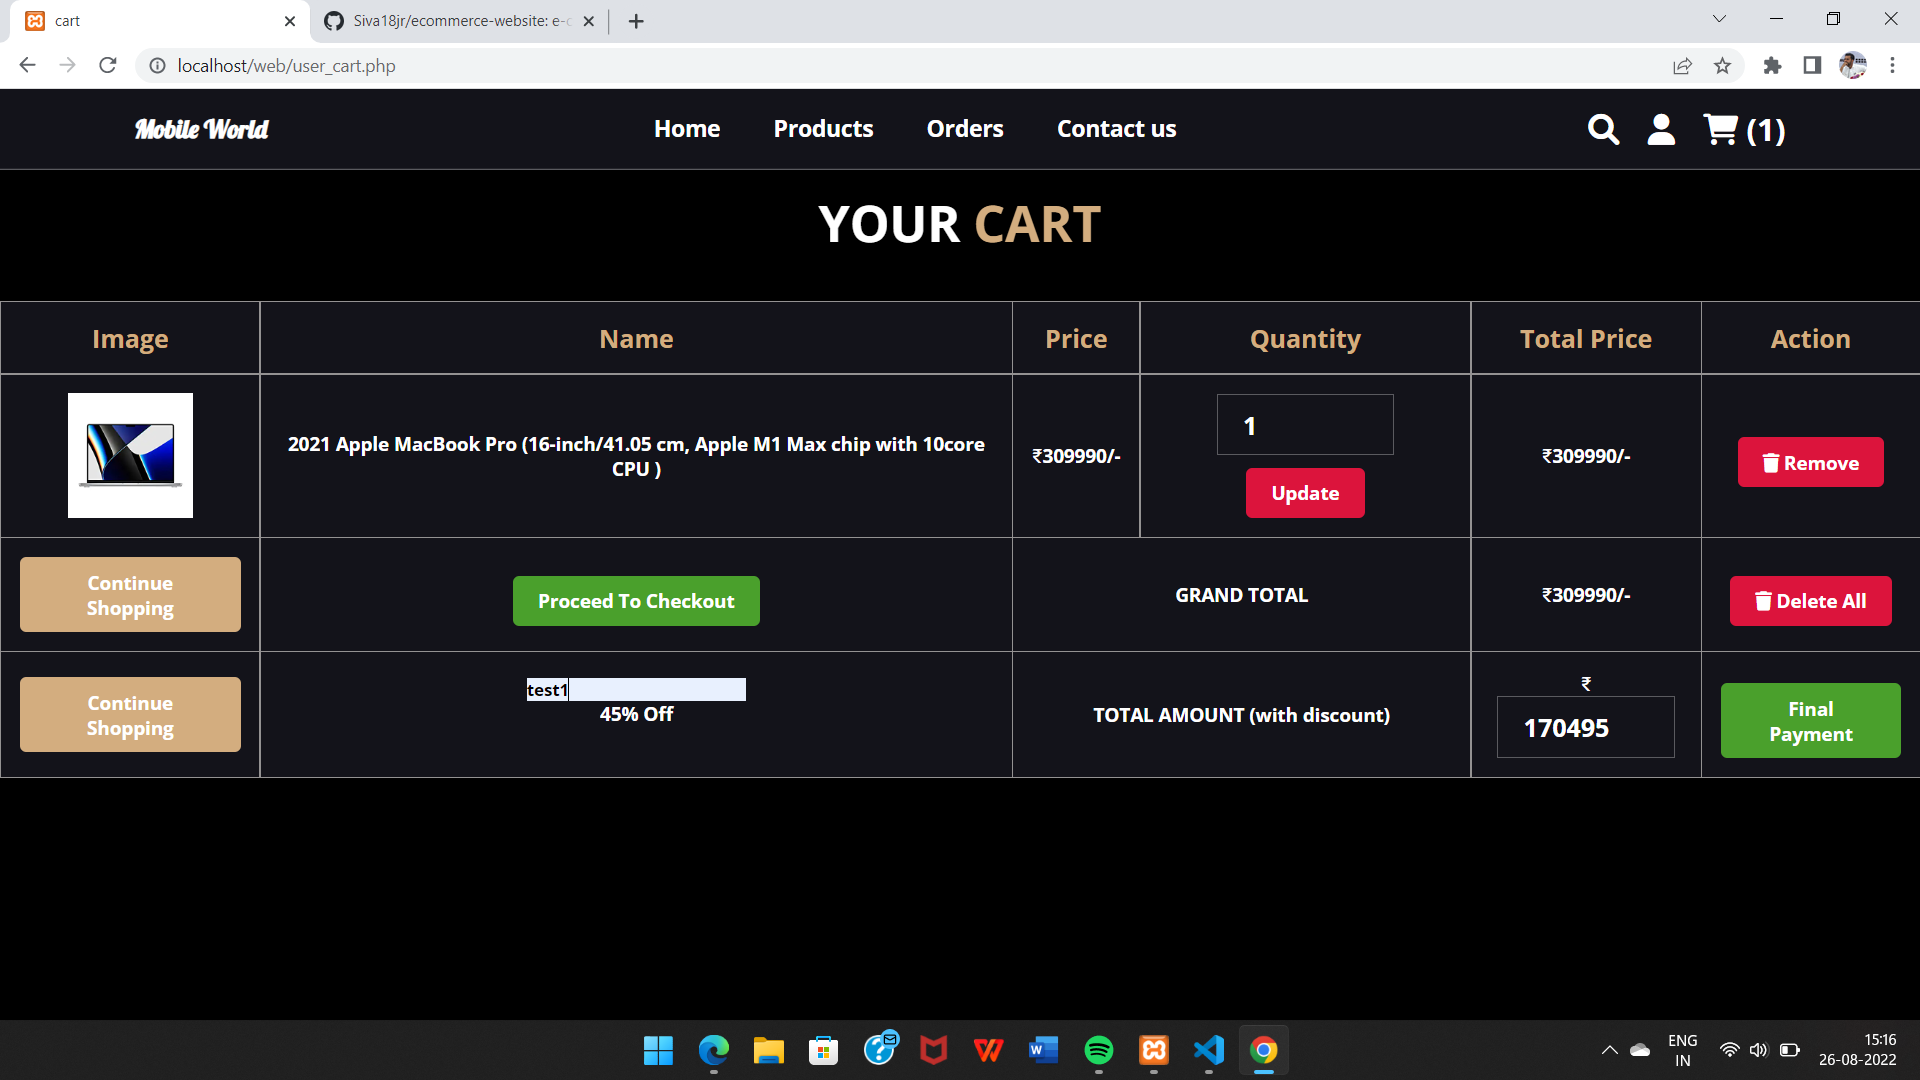 cart
Siva18jr/ecommerce-website: e-c
localhost/web/user_cart.php
Mobile World
Home
Products
Orders
Contact us
(1)
YOUR CART
Image
Name
Price
Quantity
Total Price
Action
2021 Apple MacBook Pro (16-inch/41.05 cm, Apple M1 Max chip with 10core
CPU )
₹309990/-
1
Update
₹309990/-
Remove
Continue
Shopping
Proceed To Checkout
GRAND TOTAL
₹309990/-
Delete All
Continue
Shopping
test1
45% Off
TOTAL AMOUNT (with discount)
₹
170495
Final
Payment
ENG
IN
15:16
26-08-2022